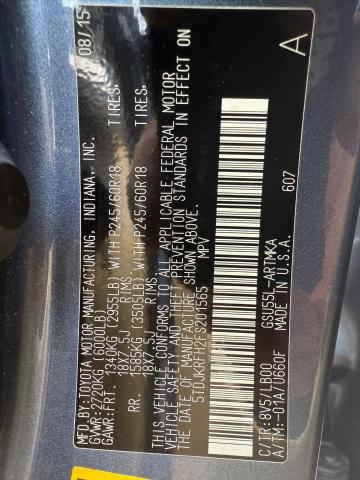 MFD.BY:TOYOTA MOTOR MANUFACTURING, INDIANA, INC. 08/15
GVWR:2720KG (6000LB)
GAWR:FRT. 1340KG (2955LB) WITH P245/60R18 TIRES.
18X7.5J RIMS
RR. 1585KG (3505LB) WITH P245/60R18 TIRES.
18X7.5J RIMS
THIS VEHICLE CONFORMS TO ALL APPLICABLE FEDERAL MOTOR
VEHICLE SAFETY AND THEFT PREVENTION STANDARDS IN EFFECT ON
THE DATE OF MANUFACTURE SHOWN ABOVE.
5TDJKRFH2FS201565 MPV
A
C/TR:8V5 /LB00 GSU55L-ARTMKA
A/TM:-01A/U660F MADE IN U.S.A. 607